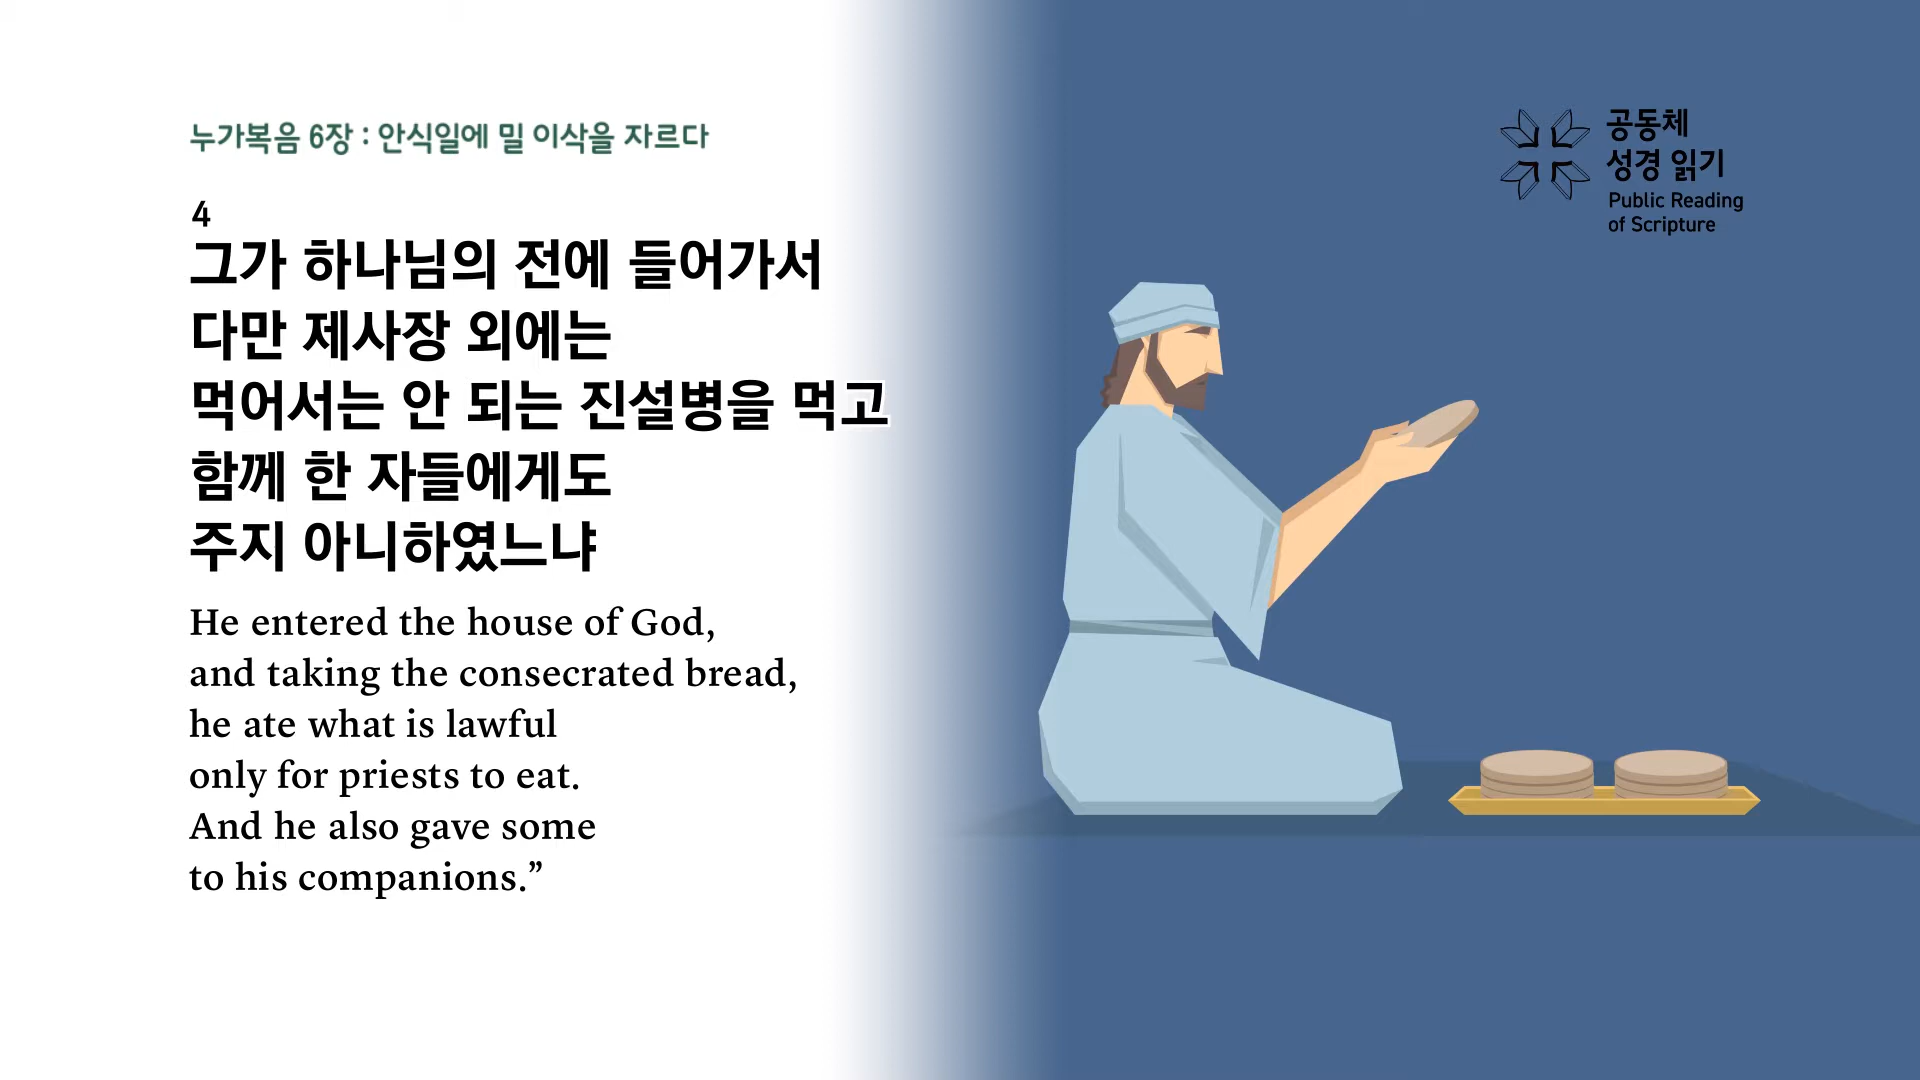 누가복음 6장 : 안식일에 밀 이삭을 자르다
4
그가 하나님의 전에 들어가서
다만 제사장 외에는
먹어서는 안 되는 진설병을 먹고
함께 한 자들에게도
주지 아니하였느냐
He entered the house of God,
and taking the consecrated bread,
he ate what is lawful
only for priests to eat.
And he also gave some
to his companions.”
공동체
성경 읽기
Public Reading
of Scripture